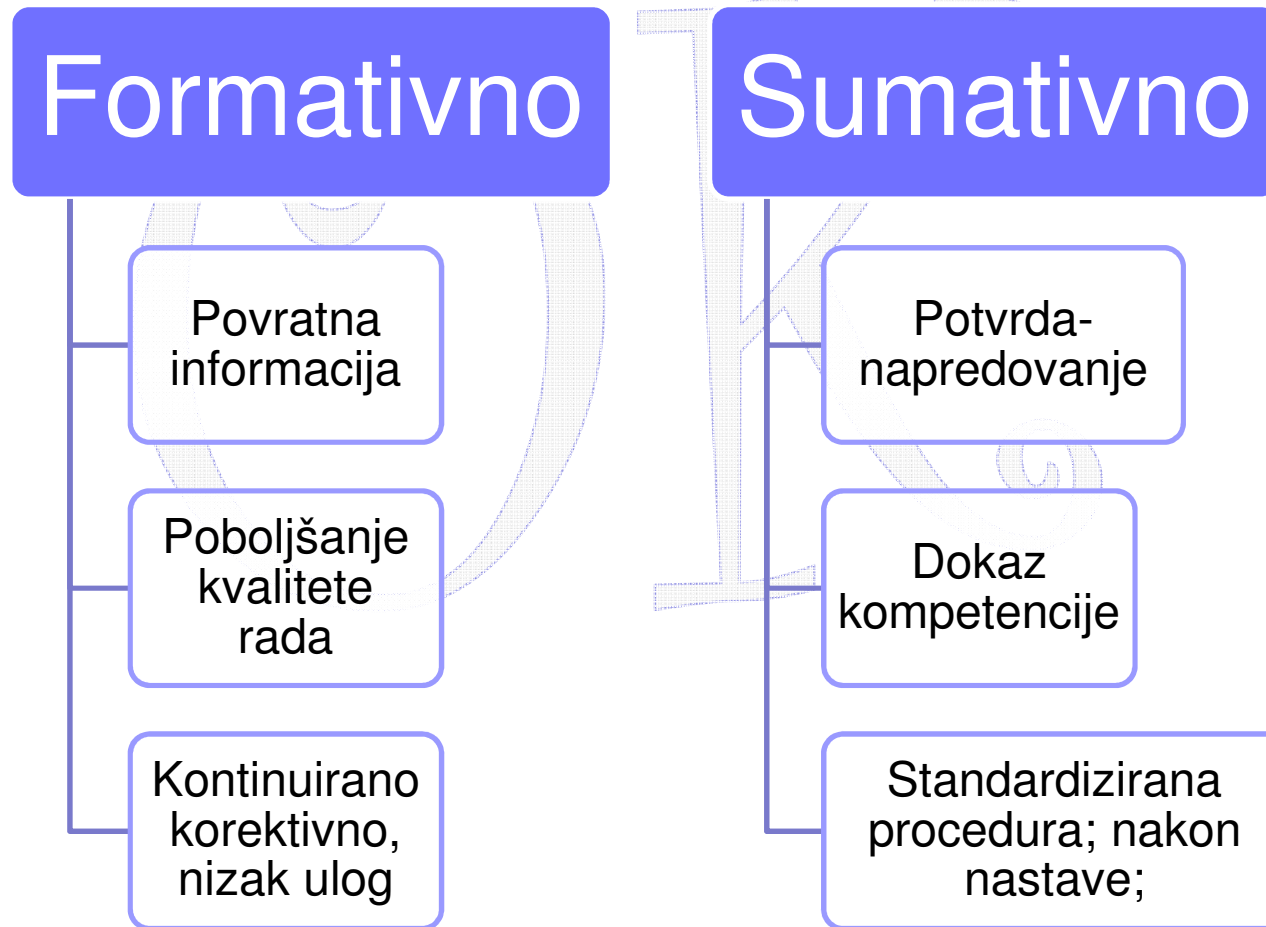 Formativno
Povratna
informacija
Poboljšanje
kvalitete
rada
Kontinuirano
korektivno,
nizak ulog
Sumativno
Potvrda-
napredovanje
Dokaz
kompetencije
Standardizirana
procedura; nakon
nastave;